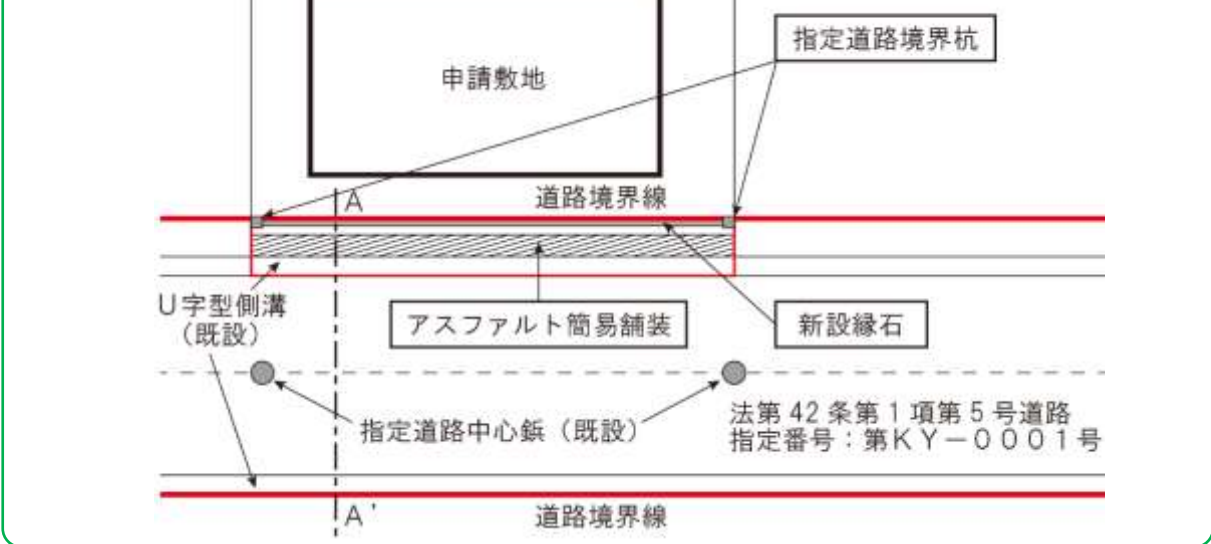 指定道路境界杭
申請敷地
A
道路境界線
U字型側溝
（既設）
アスファルト簡易舗装
新設縁石
指定道路中心鋲（既設）
法第 42 条第 1 項第 5 号道路
指定番号：第ＫＹ－０００１号
A'
道路境界線